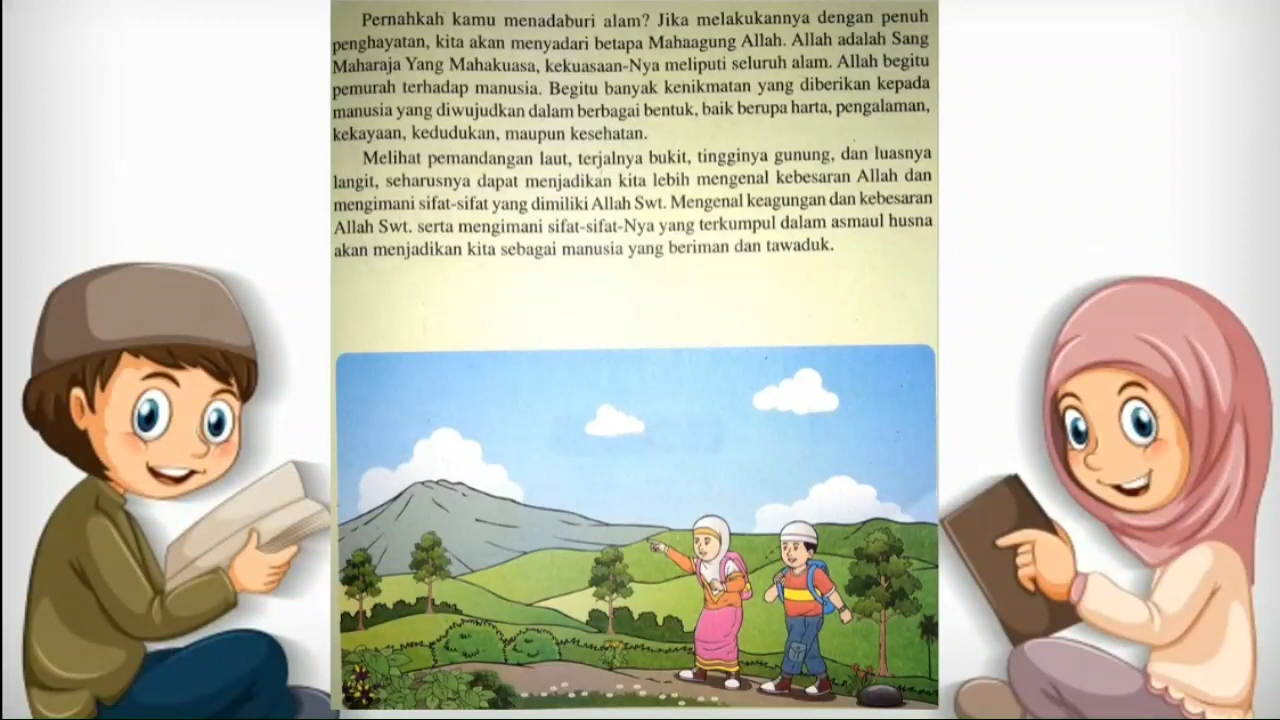 Pernahkah kamu menadaburi alam? Jika melakukannya dengan penuh
penghayatan, kita akan menyadari betapa Mahaagung Allah. Allah adalah Sang
Maharaja Yang Mahakuasa, kekuasaan-Nya meliputi seluruh alam. Allah begitu
pemurah terhadap manusia. Begitu banyak kenikmatan yang diberikan kepada
manusia yang diwujudkan dalam berbagai bentuk, baik berupa harta, pengalaman,
kekayaan, kedudukan, maupun kesehatan.
Melihat pemandangan laut, terjalnya bukit, tingginya gunung, dan luasnya
langit, seharusnya dapat menjadikan kita lebih mengenal kebesaran Allah dan
mengimani sifat-sifat yang dimiliki Allah Swt. Mengenal keagungan dan kebesaran
Allah Swt. serta mengimani sifat-sifat-Nya yang terkumpul dalam asmaul husna
akan menjadikan kita sebagai manusia yang beriman dan tawaduk.